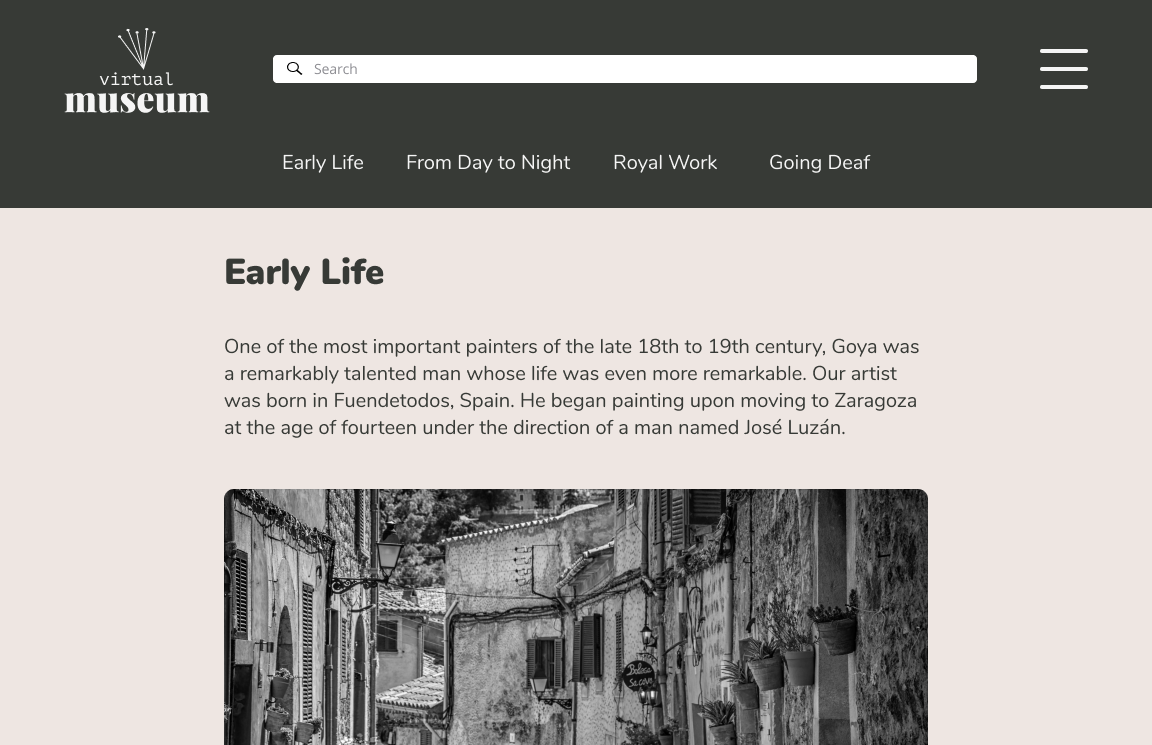 virtual
museum
Search
Early Life
From Day to Night
Royal Work
Going Deaf
Early Life
One of the most important painters of the late 18th to 19th century, Goya was
a remarkably talented man whose life was even more remarkable. Our artist
was born in Fuendetodos, Spain. He began painting upon moving to Zaragoza
at the age of fourteen under the direction of a man named José Luzán.